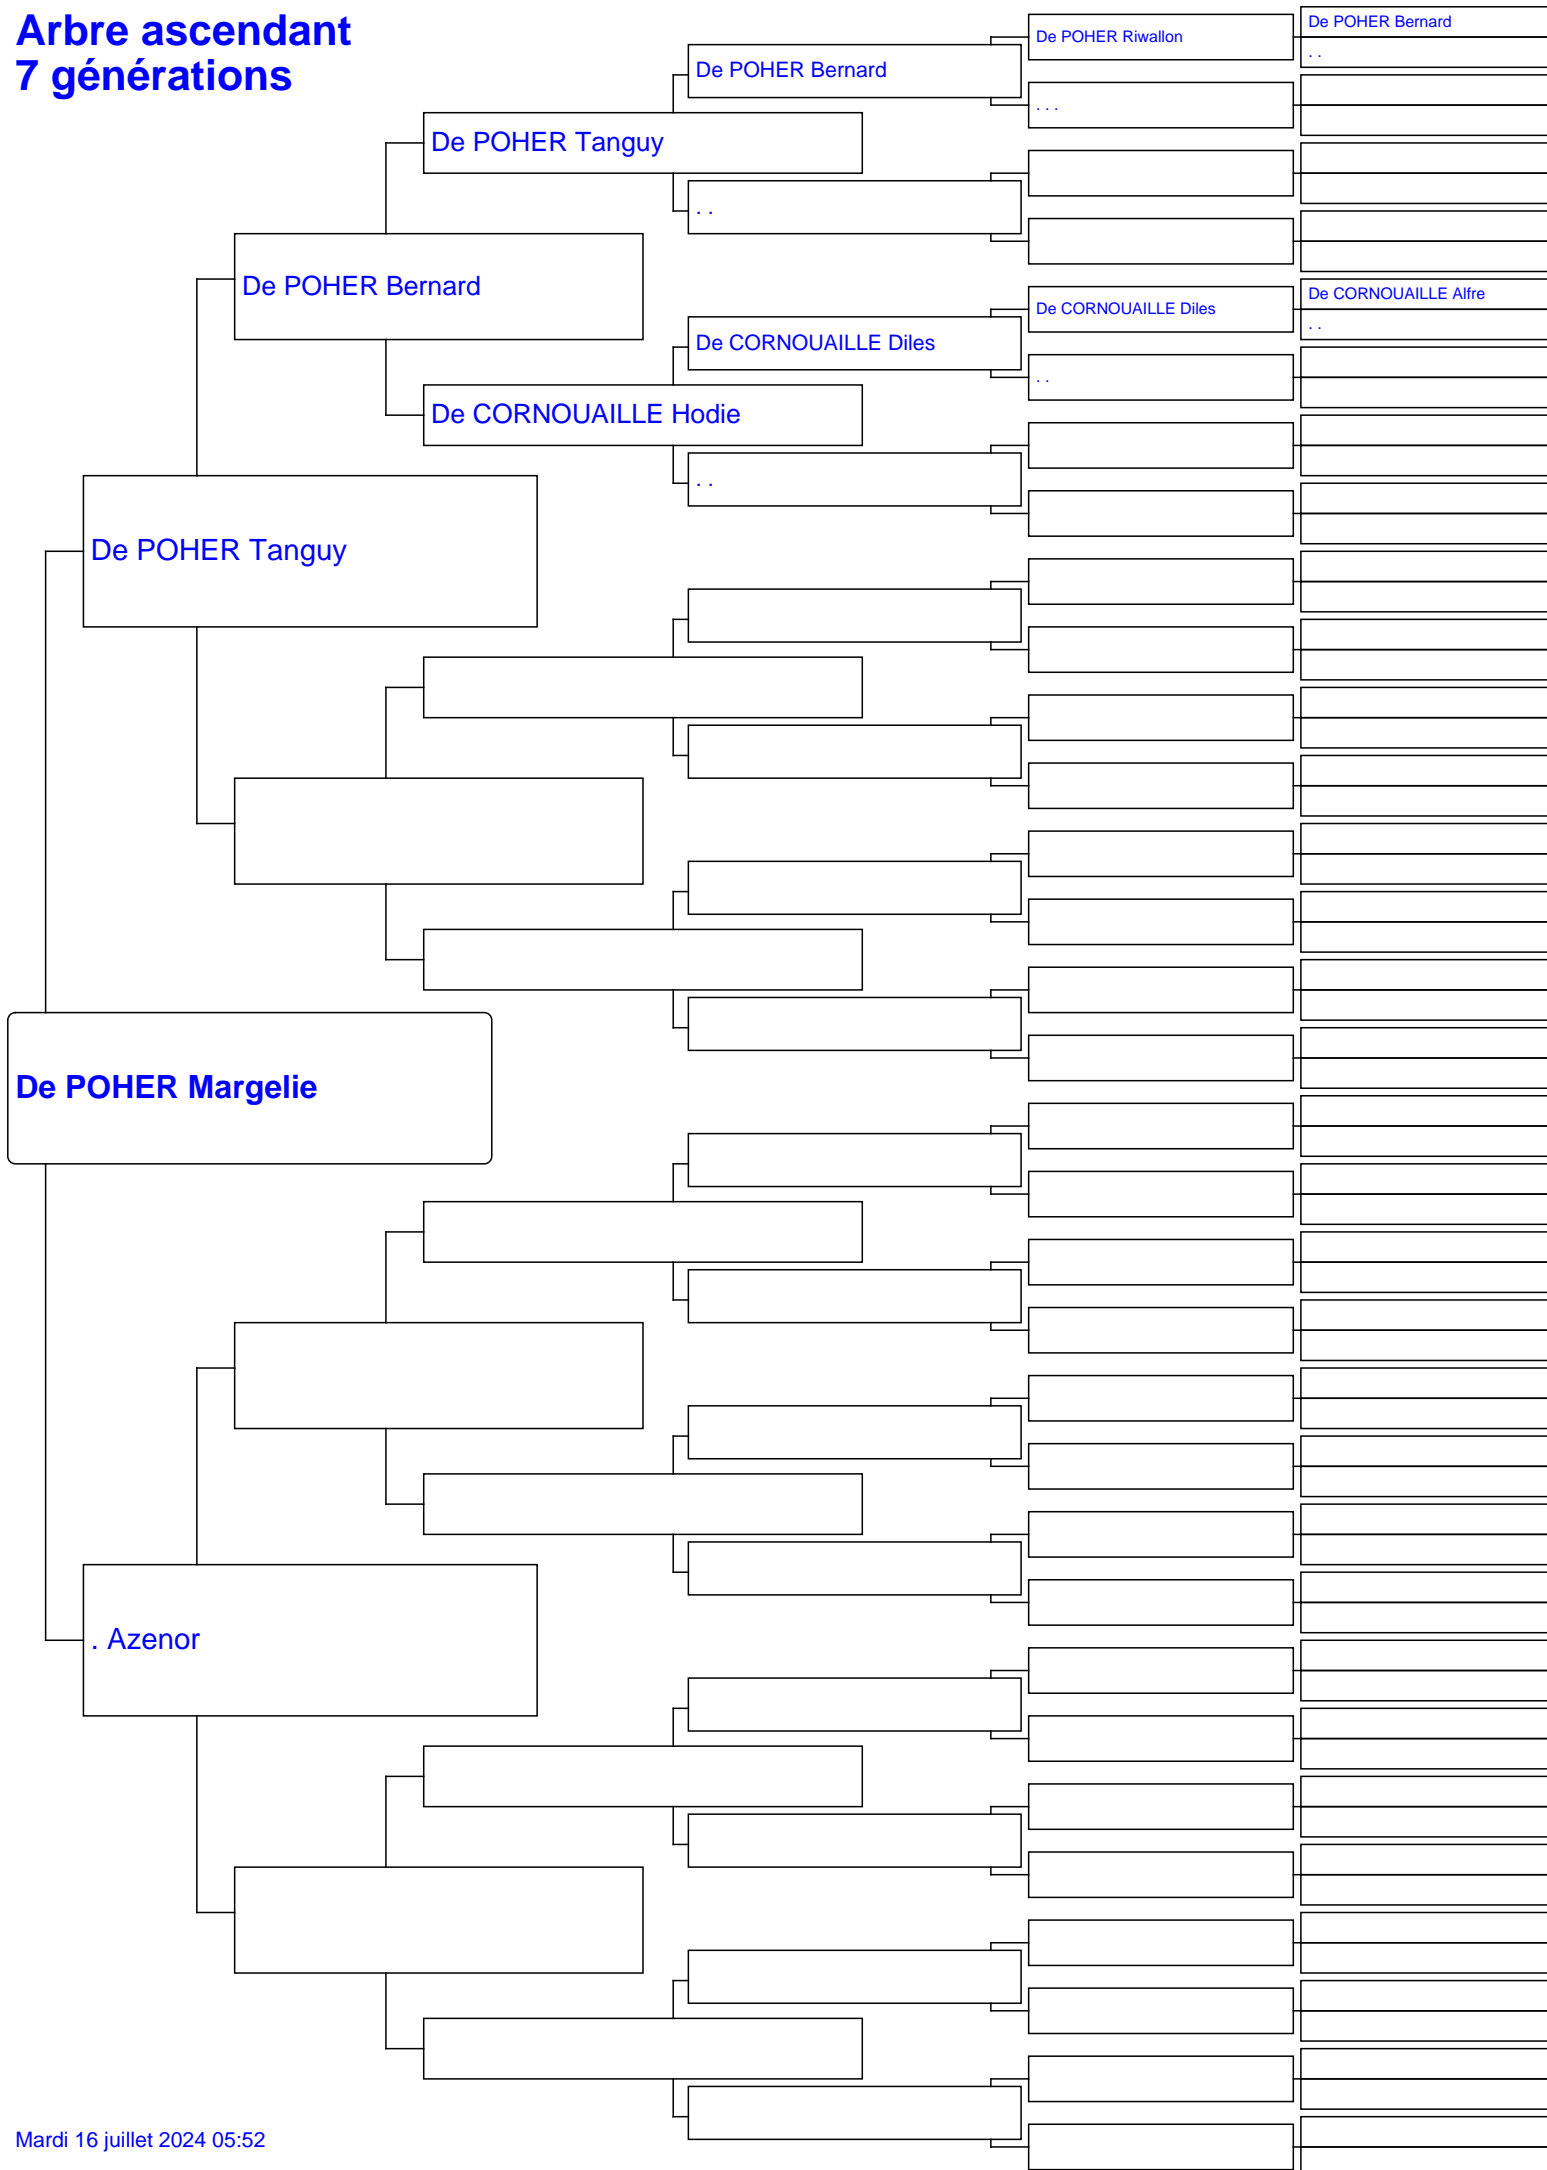 Arbre ascendant
7 générations
De POHER Bernard
De POHER Riwallon
. .
De POHER Bernard
. . .
De POHER Tanguy
. .
De POHER Bernard
De CORNOUAILLE Alfre
De CORNOUAILLE Diles
. .
De CORNOUAILLE Diles
. .
De CORNOUAILLE Hodie
. .
De POHER Tanguy
De POHER Margelie
. Azenor
Mardi 16 juillet 2024 05:52